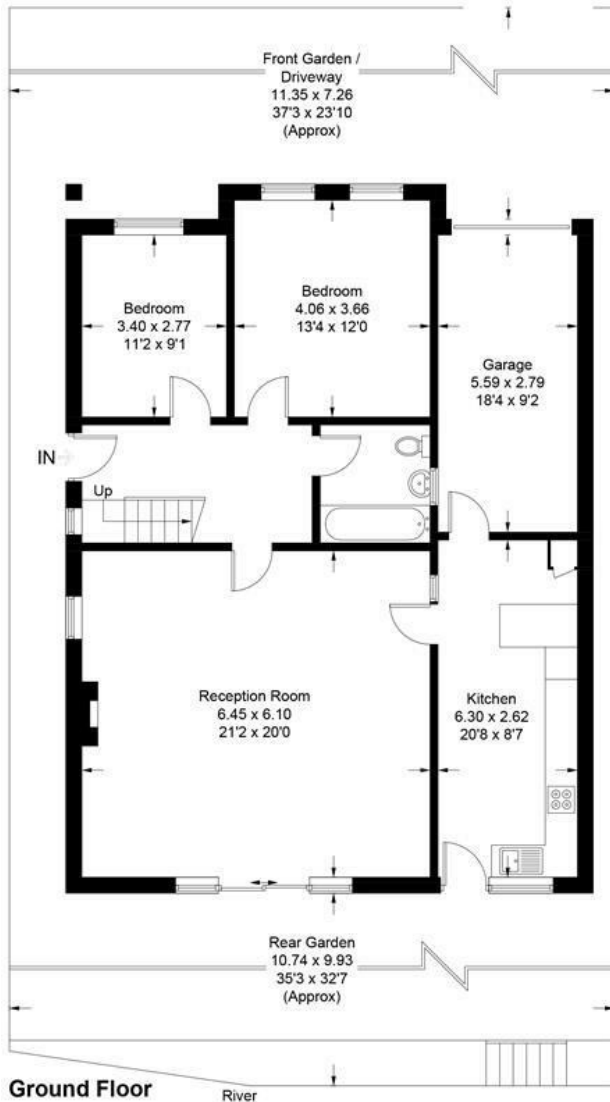 Front Garden /
Driveway
11.35 x 7.26
37'3 x 23'10
(Approx)
Bedroom
3.40 x 2.77
11'2 x 9'1
Bedroom
4.06 x 3.66
13'4 x 12'0
Garage
5.59 x 2.79
18'4 x 9'2
IN
Up
Reception Room
6.45 x 6.10
21'2 x 20'0
Kitchen
6.30 x 2.62
20'8 x 8'7
Rear Garden
10.74 x 9.93
35'3 x 32'7
(Approx)
Ground Floor
River